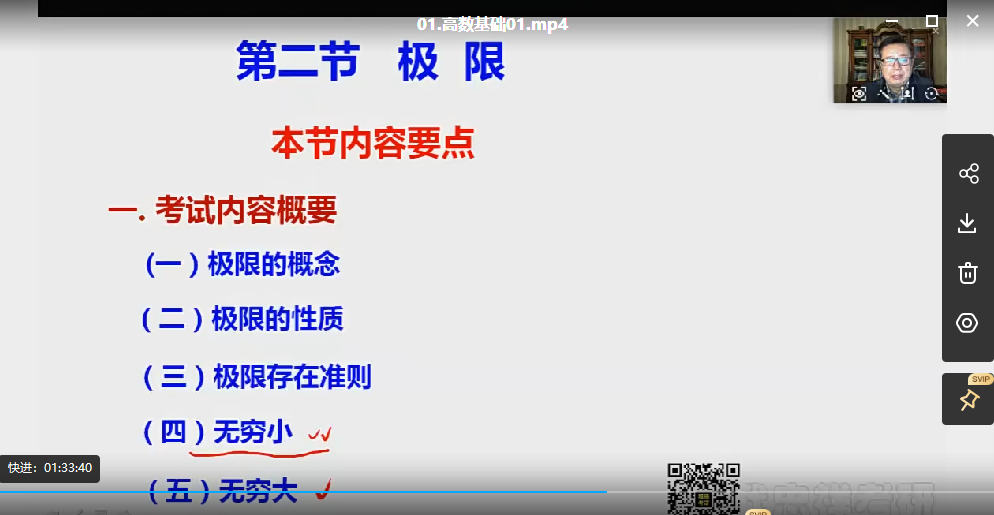 01.高数基础01.mp4
第二节 极 限
本节内容要点
一. 考试内容概要
(一 ) 极限的概念
( 二 ) 极限的性质
( 三 ) 极限存在准则
( 四 ) 无穷小
SVIP
快进：01:33:40
( 五 ) 无穷大
SVIP